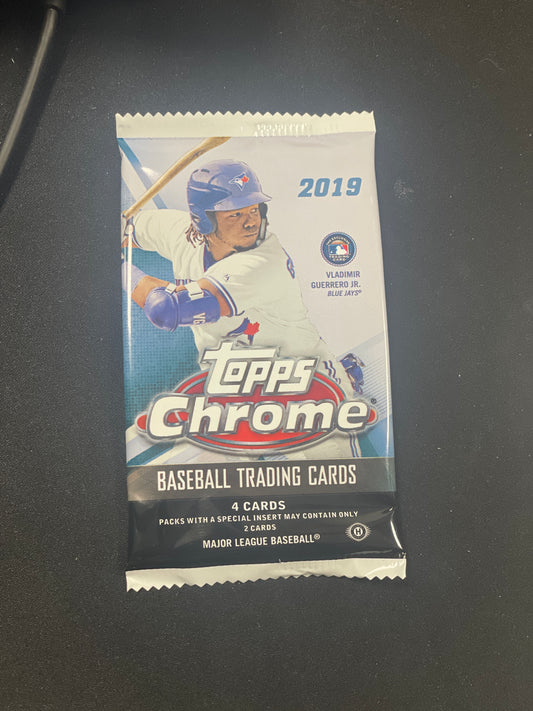 2019
VLADIMIR
GUERRERO JR.
BLUE JAYS®
Topps
Chrome®
BASEBALL TRADING CARDS
4 CARDS
PACKS WITH A SPECIAL INSERT MAY CONTAIN ONLY
2 CARDS
MAJOR LEAGUE BASEBALL®
H